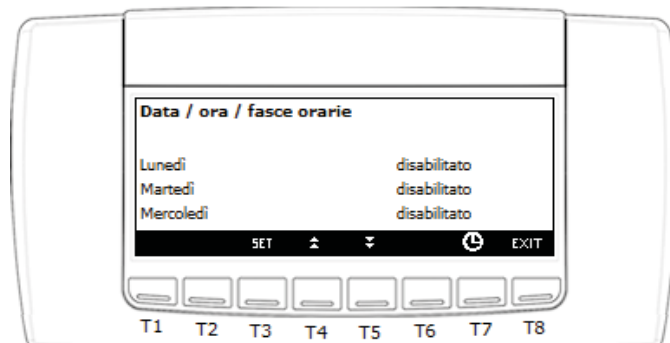 Data / ora / fasce orarie
Lunedì disabilitato
Martedì disabilitato
Mercoledì disabilitato
SET EXIT
T1 T2 T3 T4 T5 T6 T7 T8